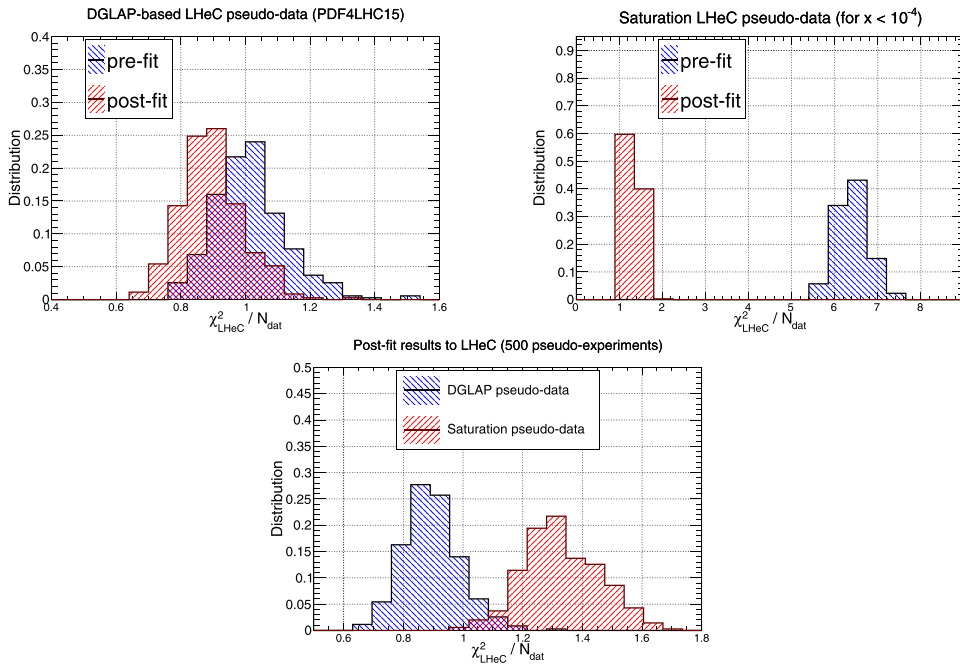 DGLAP-based LHeC pseudo-data (PDF4LHC15)
0.4
0.35
0.3
0.25
0.2
0.15
0.1
0.05
0
Distribution
pre-fit
post-fit
0.4 0.6 0.8 1 1.2 1.4 1.6
χ²_LHeC / N_dat
Saturation LHeC pseudo-data (for x < 10⁻⁴)
0.9
0.8
0.7
0.6
0.5
0.4
0.3
0.2
0.1
0
Distribution
pre-fit
post-fit
0 1 2 3 4 5 6 7 8
χ²_LHeC / N_dat
Post-fit results to LHeC (500 pseudo-experiments)
0.5
0.45
0.4
0.35
0.3
0.25
0.2
0.15
0.1
0.05
0
Distribution
DGLAP pseudo-data
Saturation pseudo-data
0.6 0.8 1 1.2 1.4 1.6 1.8
χ²_LHeC / N_dat